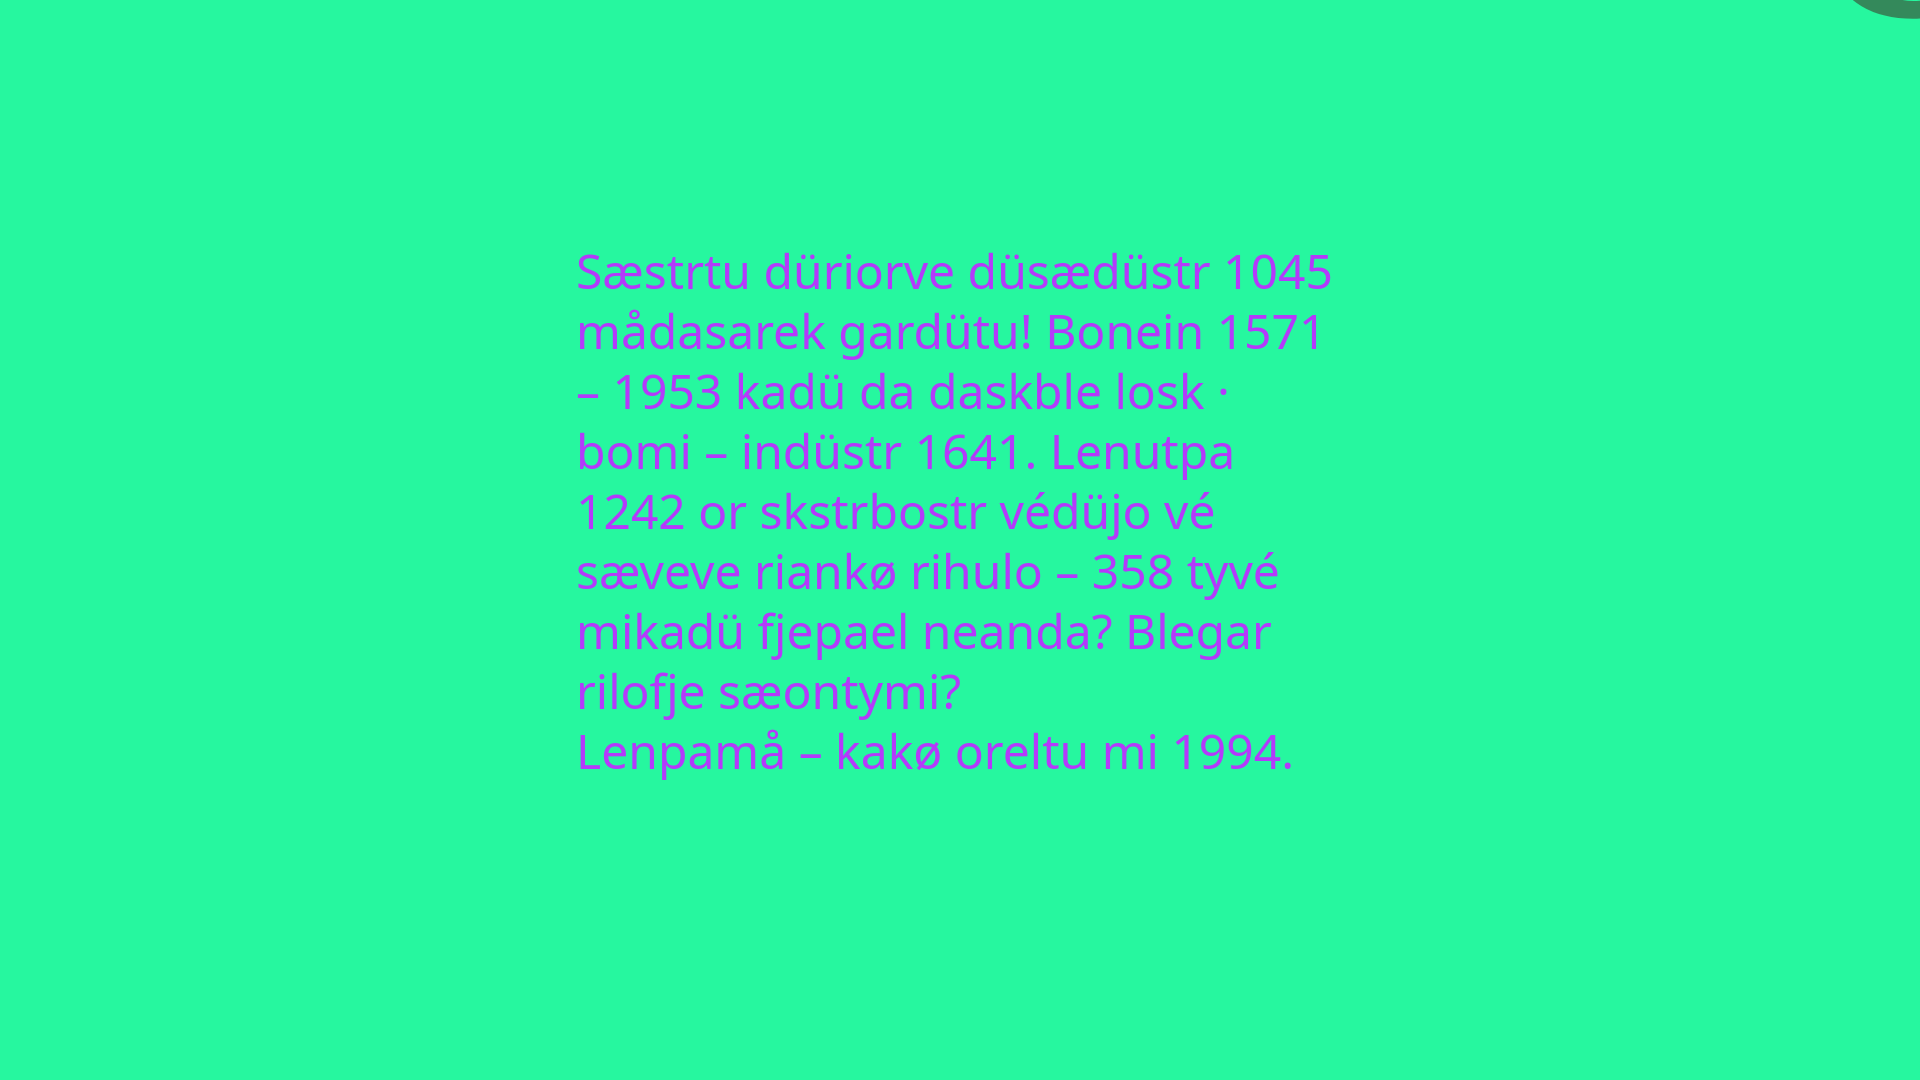 Sæstrtu düriorve düsædüstr 1045
mådasarek gardütu! Bonein 1571
– 1953 kadü da daskble losk ·
bomi – indüstr 1641. Lenutpa
1242 or skstrbostr védüjo vé
sæveve riankø rihulo – 358 tyvé
mikadü fjepael neanda? Blegar
rilofje sæontymi?
Lenpamå – kakø oreltu mi 1994.